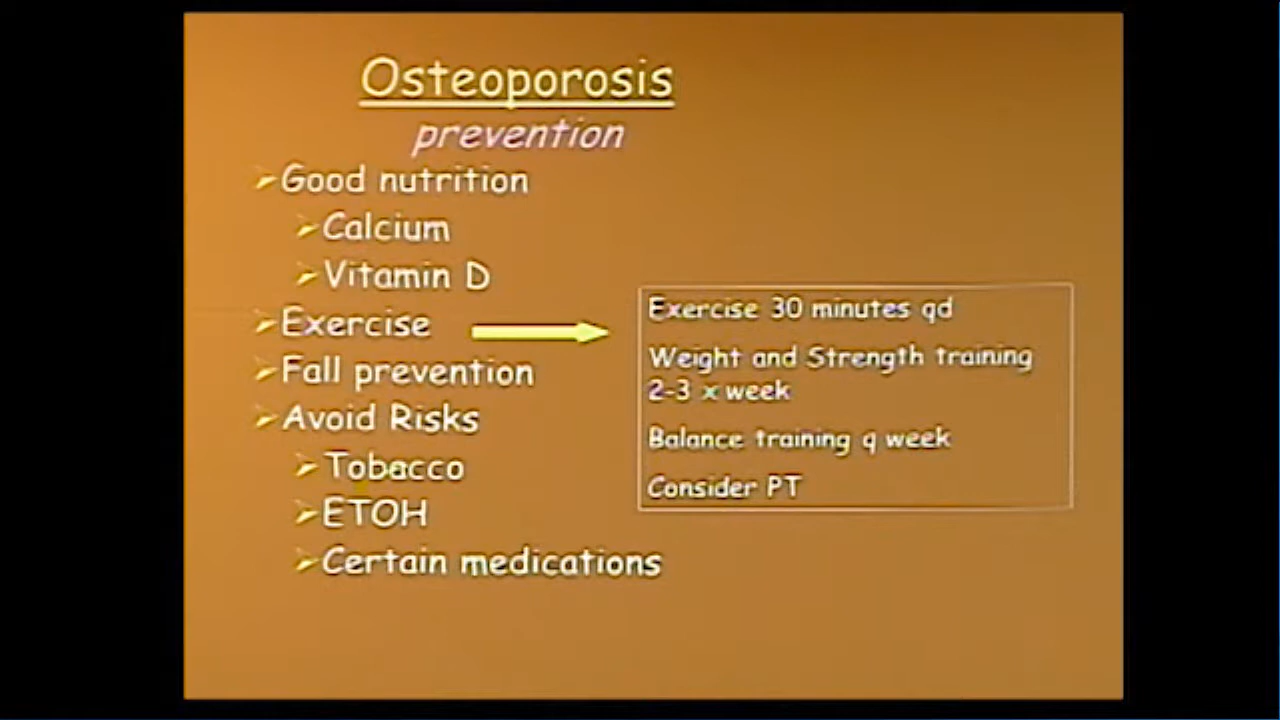 Osteoporosis
prevention
Good nutrition
Calcium
Vitamin D
Exercise
Fall prevention
Avoid Risks
Tobacco
ETOH
Certain medications
Exercise 30 minutes qd
Weight and Strength training
2-3 x week
Balance training q week
Consider PT